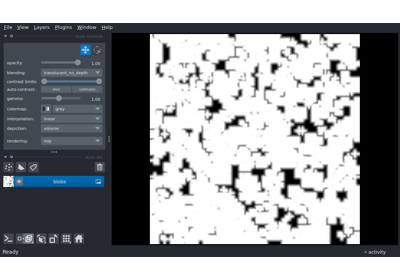 File View Layers Plugins Window Help
opacity: 1.00
blending: translucent_no_depth
contrast limits:
auto-contrast: once continuous
gamma: 1.00
colormap: gray
interpolation: linear
depiction: volume
rendering: mip
blobs
Ready
activity